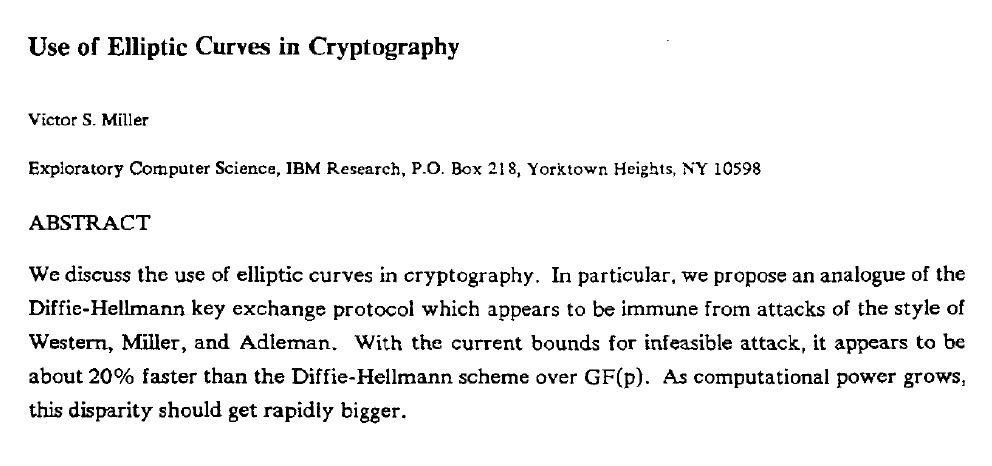 Use of Elliptic Curves in Cryptography
Victor S. Miller
Exploratory Computer Science, IBM Research, P.O. Box 218, Yorktown Heights, NY 10598
ABSTRACT
We discuss the use of elliptic curves in cryptography. In particular, we propose an analogue of the
Diffie-Hellmann key exchange protocol which appears to be immune from attacks of the style of
Western, Miller, and Adleman. With the current bounds for infeasible attack, it appears to be
about 20% faster than the Diffie-Hellmann scheme over GF(p). As computational power grows,
this disparity should get rapidly bigger.